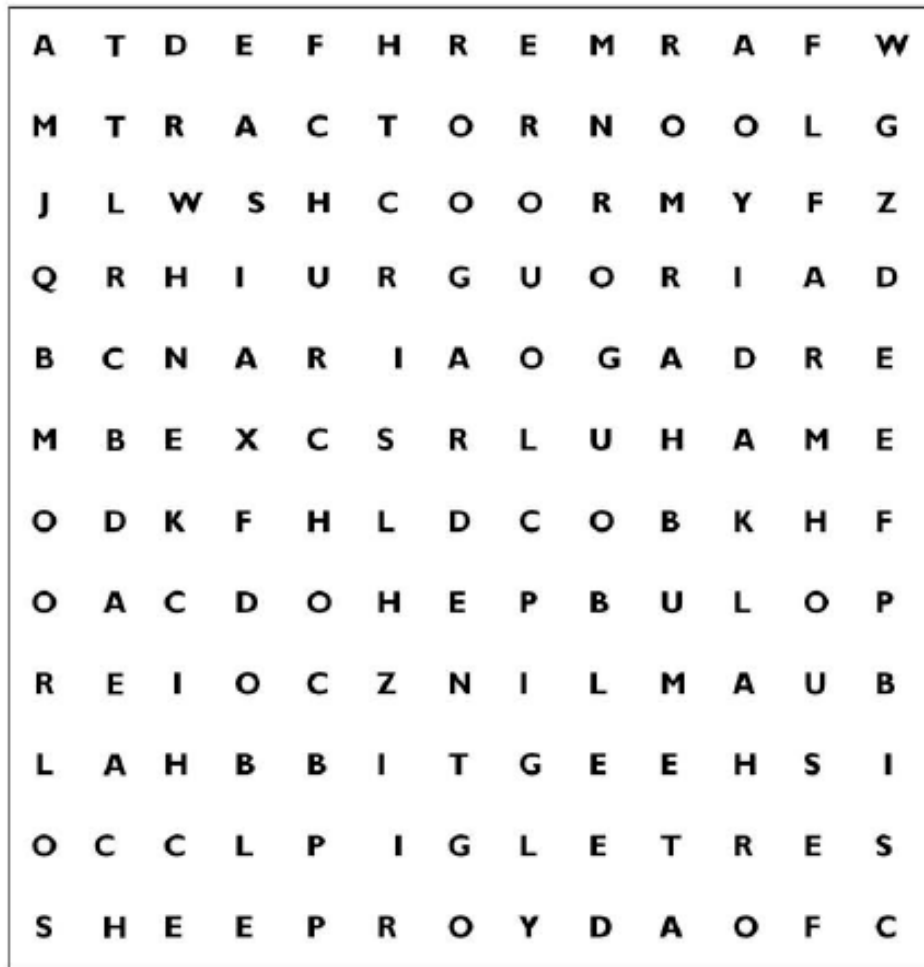 A T D E F H R E M R A F W
M T R A C T O R N O O L G
J L W S H C O O R M Y F Z
Q R H I U R G U O R I A D
B C N A R I A O G A D R E
M B E X C S R L U H A M E
O D K F H L D C O B K H F
O A C D O H E P B U L O P
R E I O C Z N I L M A U B
L A H B B I T G E E H S I
O C C L P I G L E T R E S
S H E E P R O Y D A O F C